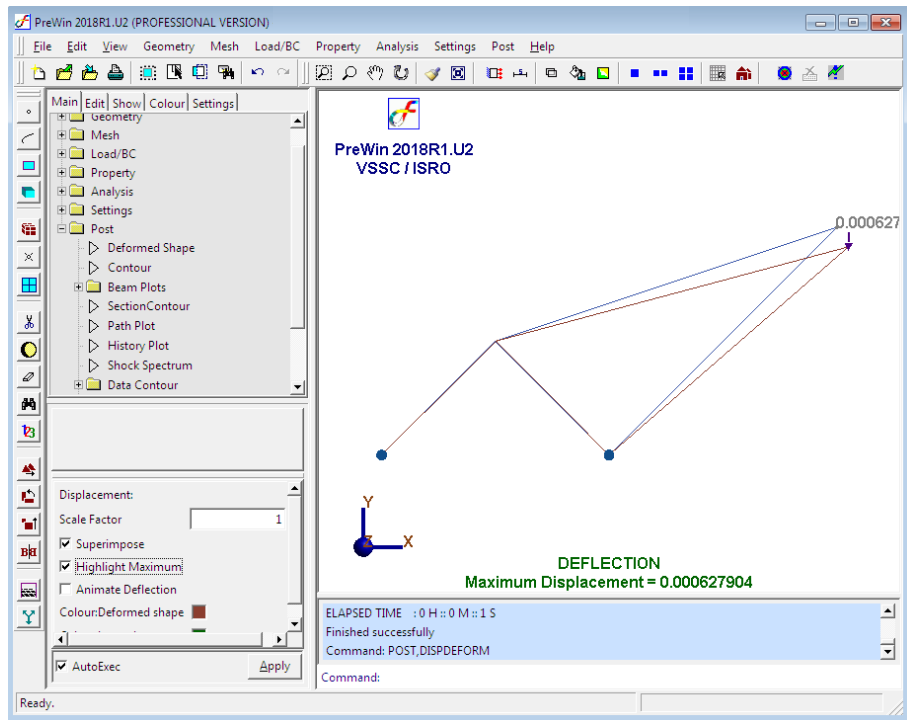 PreWin 2018R1.U2 (PROFESSIONAL VERSION)
File Edit View Geometry Mesh Load/BC Property Analysis Settings Post Help
Main Edit Show Colour Settings
Geometry
Mesh
Load/BC
Property
Analysis
Settings
Post
Deformed Shape
Contour
Beam Plots
SectionContour
Path Plot
History Plot
Shock Spectrum
Data Contour
Displacement:
Scale Factor 1
Superimpose
Highlight Maximum
Animate Deflection
Colour:Deformed shape
AutoExec Apply
PreWin 2018R1.U2
VSSC / ISRO
0.000627
Y
Z
X
DEFLECTION
Maximum Displacement = 0.000627904
ELAPSED TIME : 0 H :: 0 M :: 1 S
Finished successfully
Command: POST,DISPDEFORM
Command:
Ready.